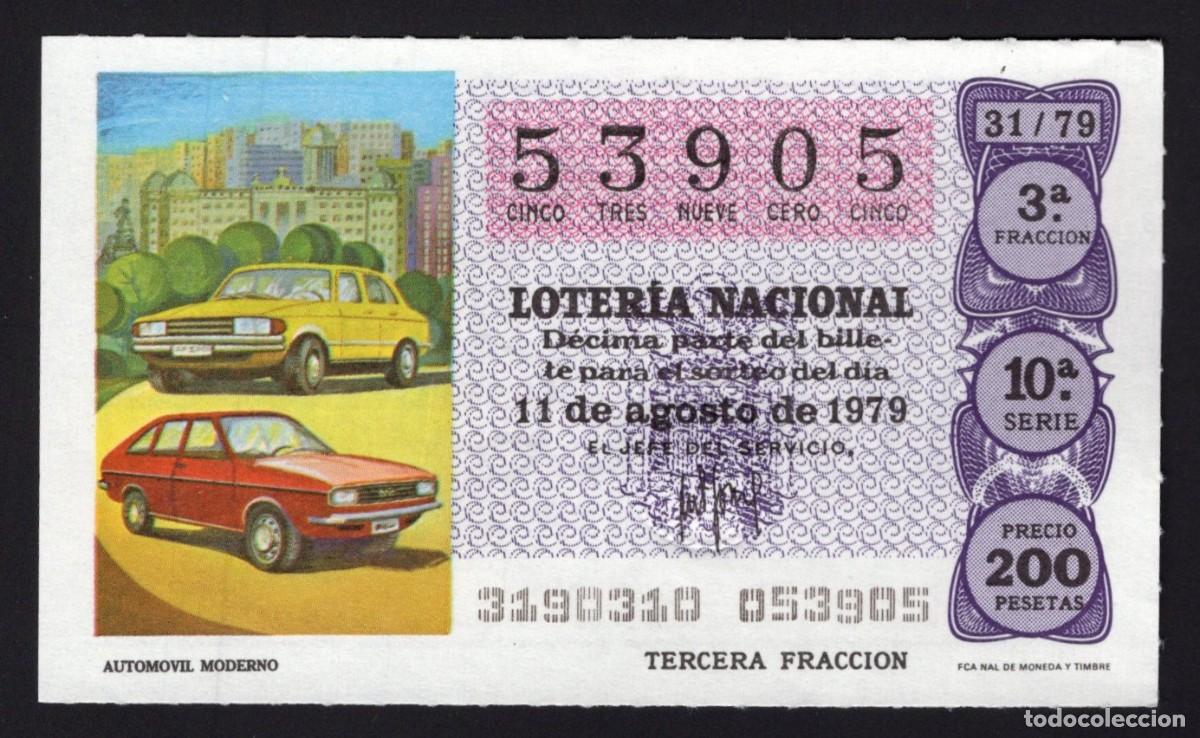 53905
CINCO TRES NUEVE CERO CINCO
LOTERÍA NACIONAL
Décima parte del bille-
te para el sorteo del día
11 de agosto de 1979
EL JEFE DEL SERVICIO,
31/79
3ª.
FRACCION
10ª.
SERIE
PRECIO
200
PESETAS
3190310 053905
AUTOMOVIL MODERNO
TERCERA FRACCION
FCA NAL DE MONEDA Y TIMBRE
todocoleccion